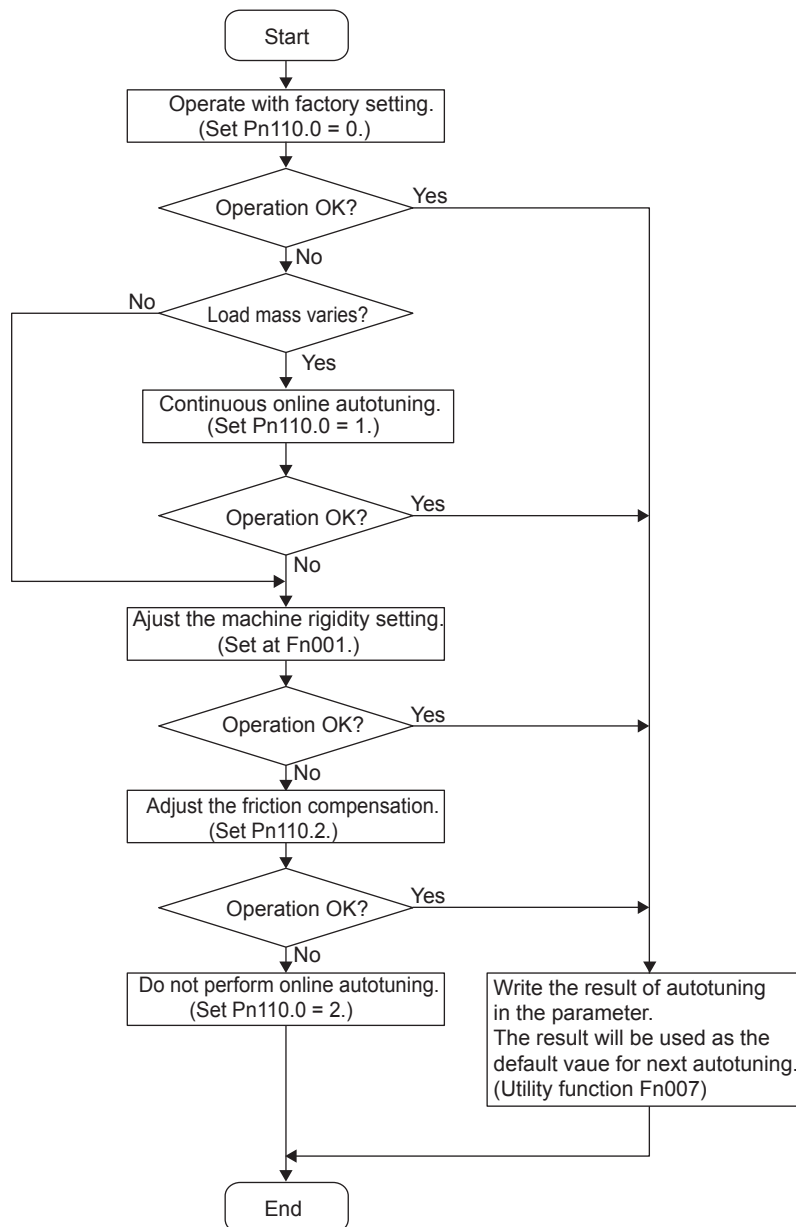 Start
Operate with factory setting.
(Set Pn110.0 = 0.)
Operation OK?
Yes
No
No
Load mass varies?
Yes
Continuous online autotuning.
(Set Pn110.0 = 1.)
Operation OK?
Yes
No
Ajust the machine rigidity setting.
(Set at Fn001.)
Operation OK?
Yes
No
Adjust the friction compensation.
(Set Pn110.2.)
Operation OK?
Yes
No
Do not perform online autotuning.
(Set Pn110.0 = 2.)
Write the result of autotuning
in the parameter.
The result will be used as the
default vaue for next autotuning.
(Utility function Fn007)
End